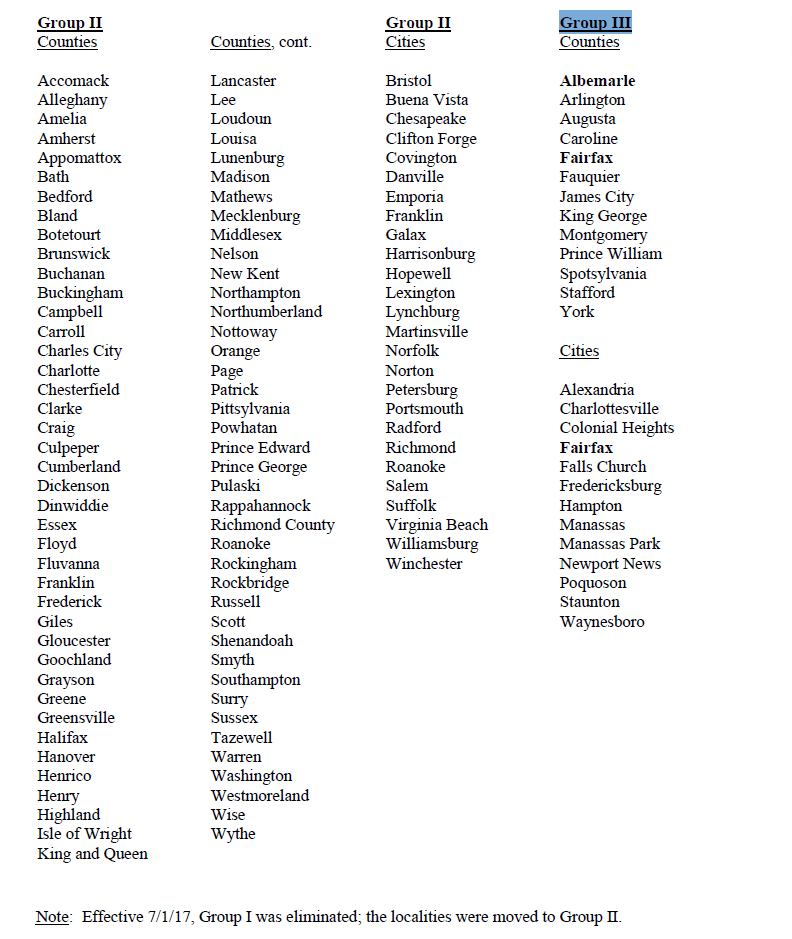 Group II
Counties
Accomack
Alleghany
Amelia
Amherst
Appomattox
Bath
Bedford
Bland
Botetourt
Brunswick
Buchanan
Buckingham
Campbell
Carroll
Charles City
Charlotte
Chesterfield
Clarke
Craig
Culpeper
Cumberland
Dickenson
Dinwiddie
Essex
Floyd
Fluvanna
Franklin
Frederick
Giles
Gloucester
Goochland
Grayson
Greene
Greensville
Halifax
Hanover
Henrico
Henry
Highland
Isle of Wright
King and Queen
Counties, cont.
Lancaster
Lee
Loudoun
Louisa
Lunenburg
Madison
Mathews
Mecklenburg
Middlesex
Nelson
New Kent
Northampton
Northumberland
Nottoway
Orange
Page
Patrick
Pittsylvania
Powhatan
Prince Edward
Prince George
Pulaski
Rappahannock
Richmond County
Roanoke
Rockingham
Rockbridge
Russell
Scott
Shenandoah
Smyth
Southampton
Surry
Sussex
Tazewell
Warren
Washington
Westmoreland
Wise
Wythe
Group II
Cities
Bristol
Buena Vista
Chesapeake
Clifton Forge
Covington
Danville
Emporia
Franklin
Galax
Harrisonburg
Hopewell
Lexington
Lynchburg
Martinsville
Norfolk
Norton
Petersburg
Portsmouth
Radford
Richmond
Roanoke
Salem
Suffolk
Virginia Beach
Williamsburg
Winchester
Group III
Counties
Albemarle
Arlington
Augusta
Caroline
Fairfax
Fauquier
James City
King George
Montgomery
Prince William
Spotsylvania
Stafford
York
Cities
Alexandria
Charlottesville
Colonial Heights
Fairfax
Falls Church
Fredericksburg
Hampton
Manassas
Manassas Park
Newport News
Poquoson
Staunton
Waynesboro
Note:  Effective 7/1/17, Group I was eliminated; the localities were moved to Group II.